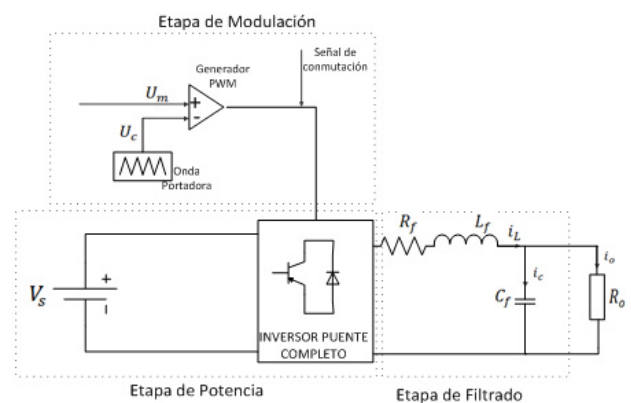 Etapa de Modulación
Señal de
conmutación
Generador
PWM
U_m
+
-
U_c
Onda
Portadora
R_f
L_f
i_L
i_o
i_c
V_s
+
−
C_f
R_o
INVERSOR PUENTE
COMPLETO
Etapa de Potencia
Etapa de Filtrado